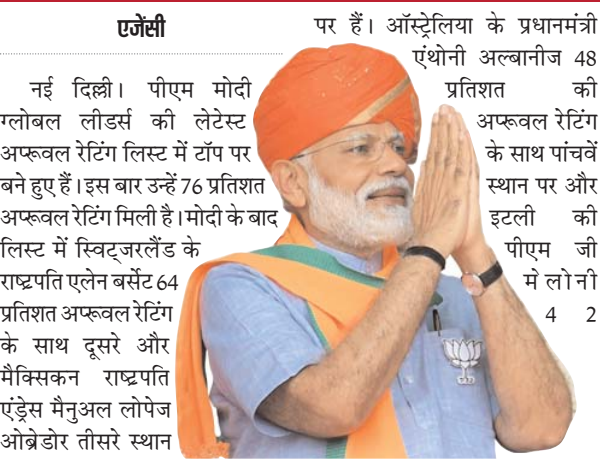 एजेंसी
नई दिल्ली। पीएम मोदी
ग्लोबल लीडर्स की लेटेस्ट
अप्रूवल रेटिंग लिस्ट में टॉप पर
बने हुए हैं। इस बार उन्हें 76 प्रतिशत
अप्रूवल रेटिंग मिली है। मोदी के बाद
लिस्ट में स्विट्जरलैंड के
राष्ट्रपति एलेन बर्सेट 64
प्रतिशत अप्रूवल रेटिंग
के साथ दूसरे और
मैक्सिकन राष्ट्रपति
एंड्रेस मैनुअल लोपेज
ओब्रेडोर तीसरे स्थान
पर हैं। ऑस्ट्रेलिया के प्रधानमंत्री
एंथोनी अल्बानीज 48
प्रतिशत की
अप्रूवल रेटिंग
के साथ पांचवें
स्थान पर और
इटली की
पीएम जी
मेलोनी
4 2